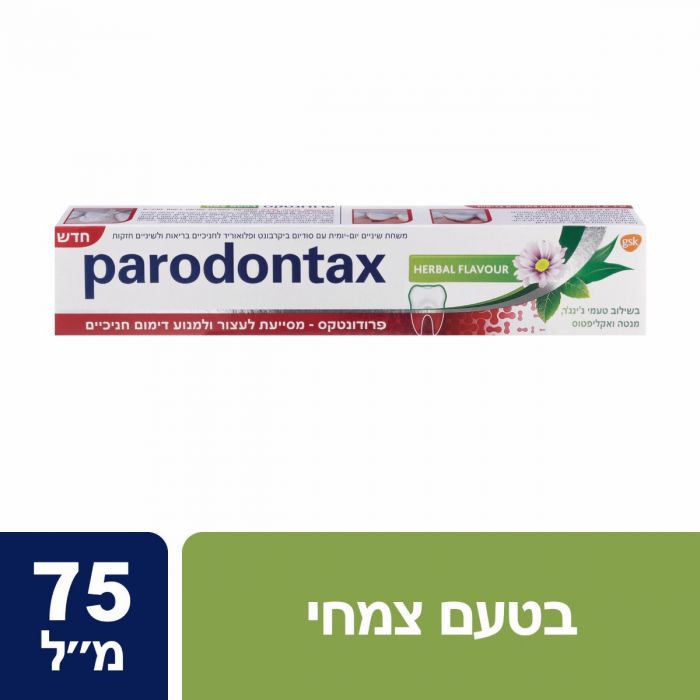 חדש
משחת שיניים יום-יומית עם סודיום ביקרבונט ופלואוריד לחניכיים בריאות ולשיניים חזקות
parodontax
HERBAL FLAVOUR
gsk
בשילוב טעמי ג'ינג'ר,
מנטה ואקליפטוס
פרודונטקס - מסייעת לעצור ולמנוע דימום חניכיים
75
מ״ל
בטעם צמחי